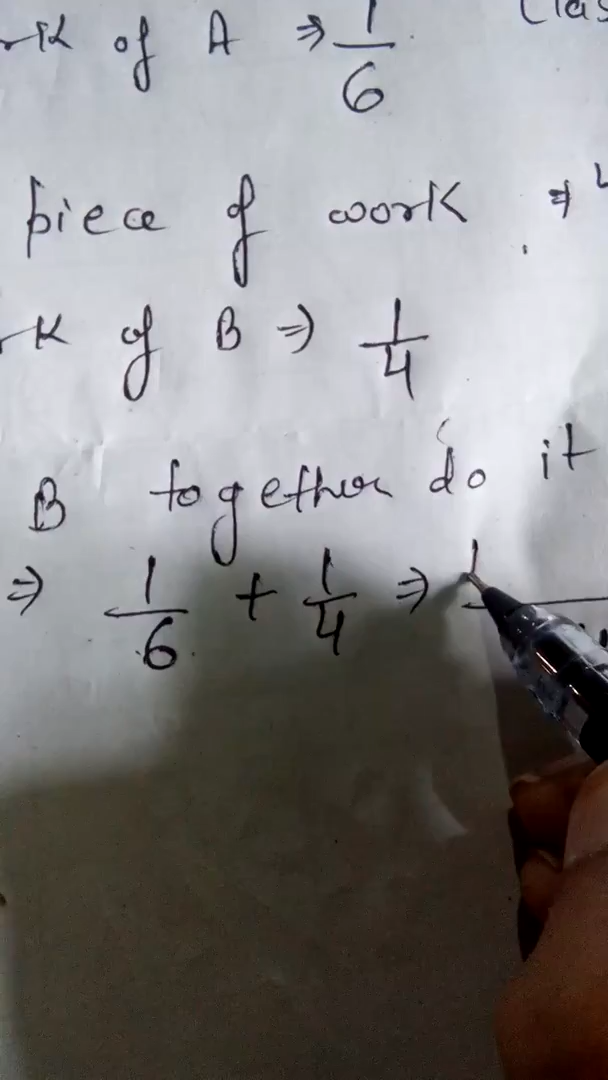 of A ⇒ 1/6
piece of work ⇒
of B ⇒ 1/4
B together do it
⇒ 1/6 + 1/4 ⇒